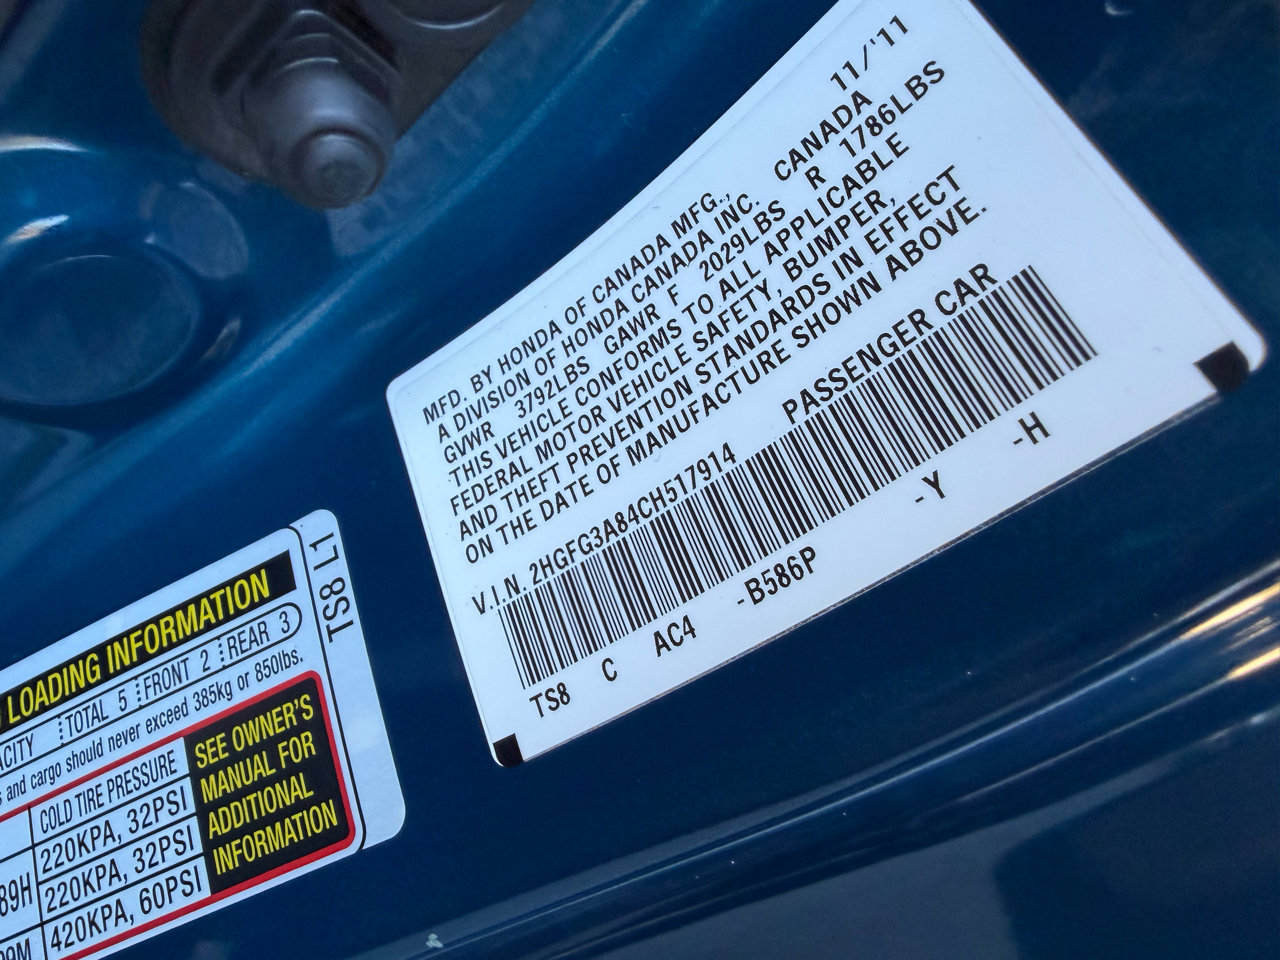 MFD. BY HONDA OF CANADA MFG.,
A DIVISION OF HONDA CANADA INC. CANADA 11/'11
GVWR 3792LBS GAWR F 2029LBS R 1786LBS
THIS VEHICLE CONFORMS TO ALL APPLICABLE
FEDERAL MOTOR VEHICLE SAFETY, BUMPER,
AND THEFT PREVENTION STANDARDS IN EFFECT
ON THE DATE OF MANUFACTURE SHOWN ABOVE.
V.I.N. 2HGFG3A84CH517914 PASSENGER CAR
TS8 C AC4 -B586P -Y -H
LOADING INFORMATION
TOTAL 5 FRONT 2 REAR 3
and cargo should never exceed 385kg or 850lbs.
COLD TIRE PRESSURE
220KPA, 32PSI
220KPA, 32PSI
420KPA, 60PSI
SEE OWNER'S
MANUAL FOR
ADDITIONAL
INFORMATION
TS8 L1